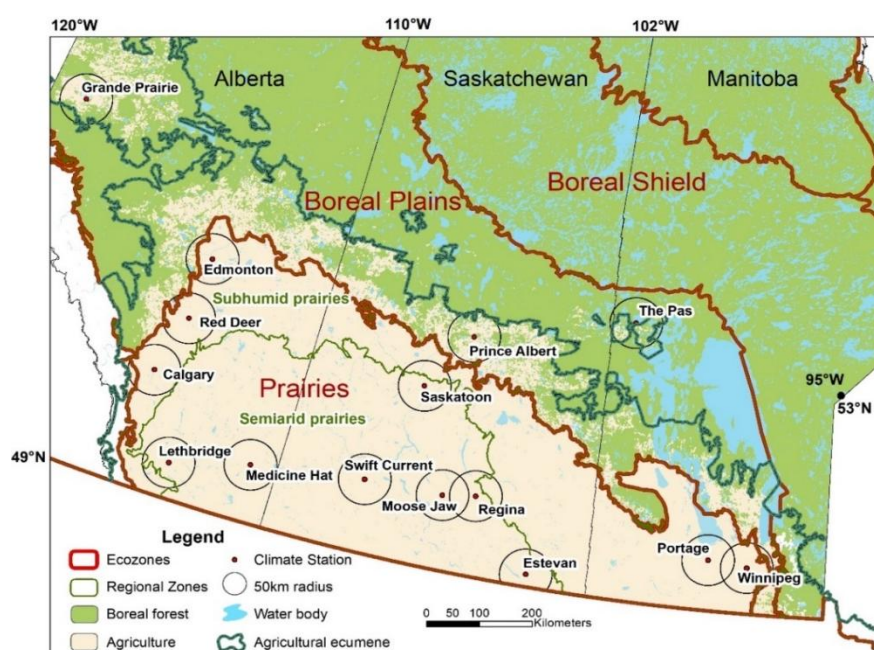 120°W
110°W
102°W
Alberta
Saskatchewan
Manitoba
Grande Prairie
Boreal Plains
Boreal Shield
Edmonton
Subhumid prairies
Red Deer
The Pas
Prince Albert
Calgary
Prairies
Saskatoon
95°W
53°N
Semiarid prairies
49°N
Lethbridge
Medicine Hat
Swift Current
Moose Jaw
Regina
Estevan
Portage
Winnipeg
Legend
Ecozones
Climate Station
Regional Zones
50km radius
Boreal forest
Water body
Agriculture
Agricultural ecumene
0 50 100 200
Kilometers